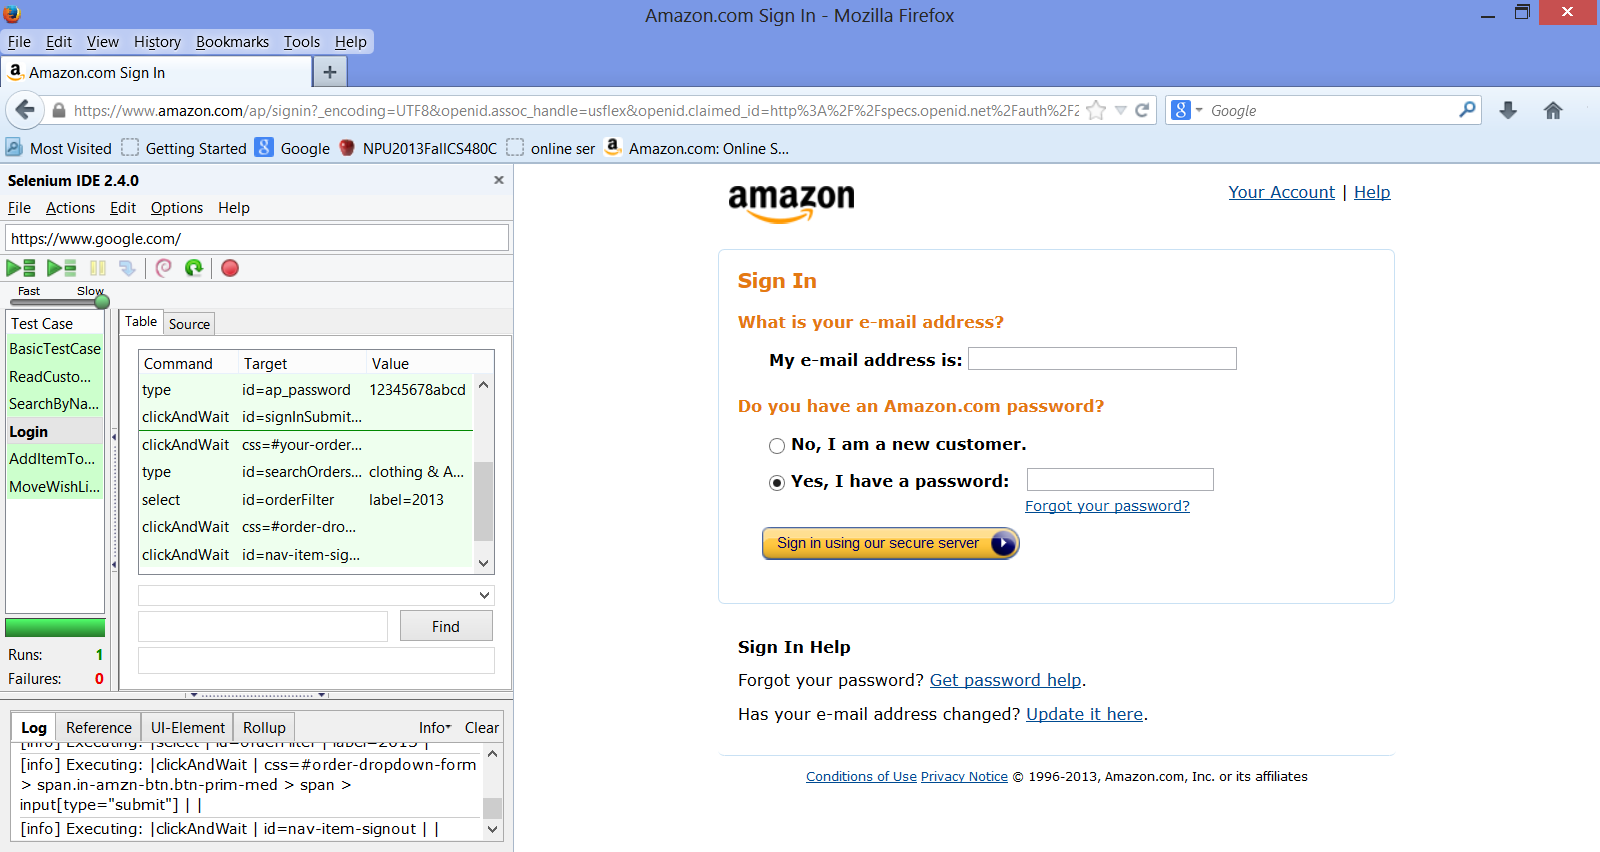 Amazon.com Sign In - Mozilla Firefox
File Edit View History Bookmarks Tools Help
Amazon.com Sign In
https://www.amazon.com/ap/signin?_encoding=UTF8&openid.assoc_handle=usflex&openid.claimed_id=http%3A%2F%2Fspecs.openid.net%2Fauth%2F2
Google
Most Visited Getting Started Google NPU2013FallCS480C online ser Amazon.com: Online S...
Selenium IDE 2.4.0
File Actions Edit Options Help
https://www.google.com/
Fast Slow
Test Case
BasicTestCase
ReadCusto...
SearchByNa...
Login
AddItemTo...
MoveWishLi...
Runs: 1
Failures: 0
Table Source
Command Target Value
type id=ap_password 12345678abcd
clickAndWait id=signInSubmit...
clickAndWait css=#your-order...
type id=searchOrders... clothing & A...
select id=orderFilter label=2013
clickAndWait css=#order-dro...
clickAndWait id=nav-item-sig...
Find
Log Reference UI-Element Rollup Info Clear
[info] Executing: |select | id=orderFilter | label=2013 |
[info] Executing: |clickAndWait | css=#order-dropdown-form
> span.in-amzn-btn.btn-prim-med > span >
input[type="submit"] | |
[info] Executing: |clickAndWait | id=nav-item-signout | |
amazon
Your Account | Help
Sign In
What is your e-mail address?
My e-mail address is:
Do you have an Amazon.com password?
No, I am a new customer.
Yes, I have a password:
Forgot your password?
Sign in using our secure server
Sign In Help
Forgot your password? Get password help.
Has your e-mail address changed? Update it here.
Conditions of Use Privacy Notice © 1996-2013, Amazon.com, Inc. or its affiliates